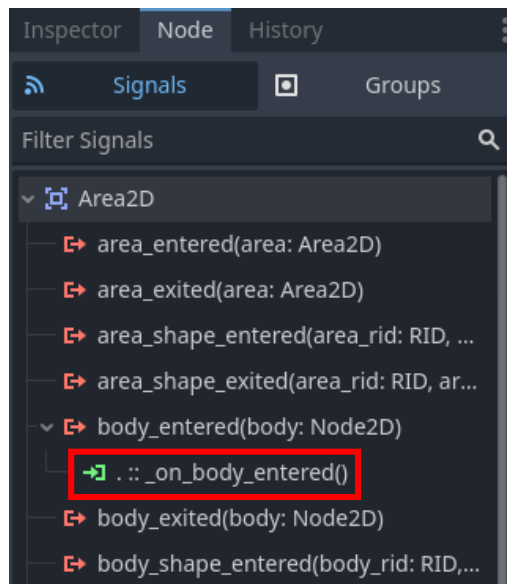 Inspector Node History
Signals Groups
Filter Signals
Area2D
area_entered(area: Area2D)
area_exited(area: Area2D)
area_shape_entered(area_rid: RID, ...
area_shape_exited(area_rid: RID, ar...
body_entered(body: Node2D)
. :: _on_body_entered()
body_exited(body: Node2D)
body_shape_entered(body_rid: RID,...